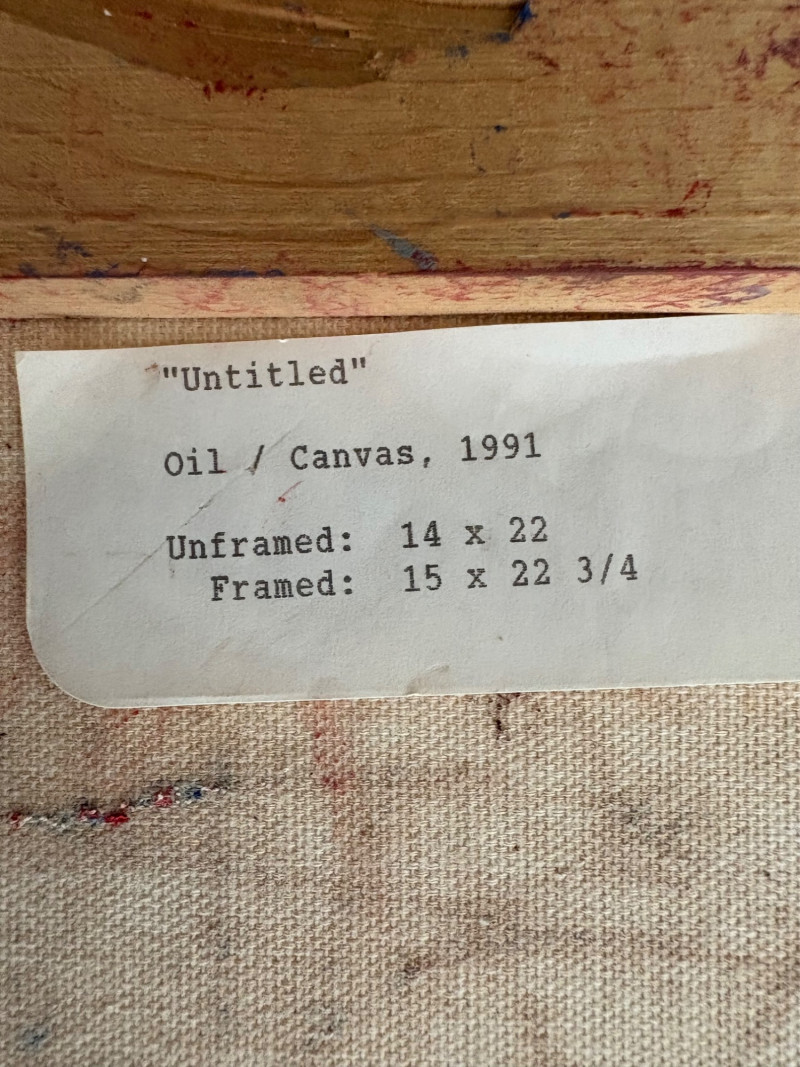 "Untitled"
Oil / Canvas, 1991
Unframed: 14 x 22
Framed: 15 x 22 3/4